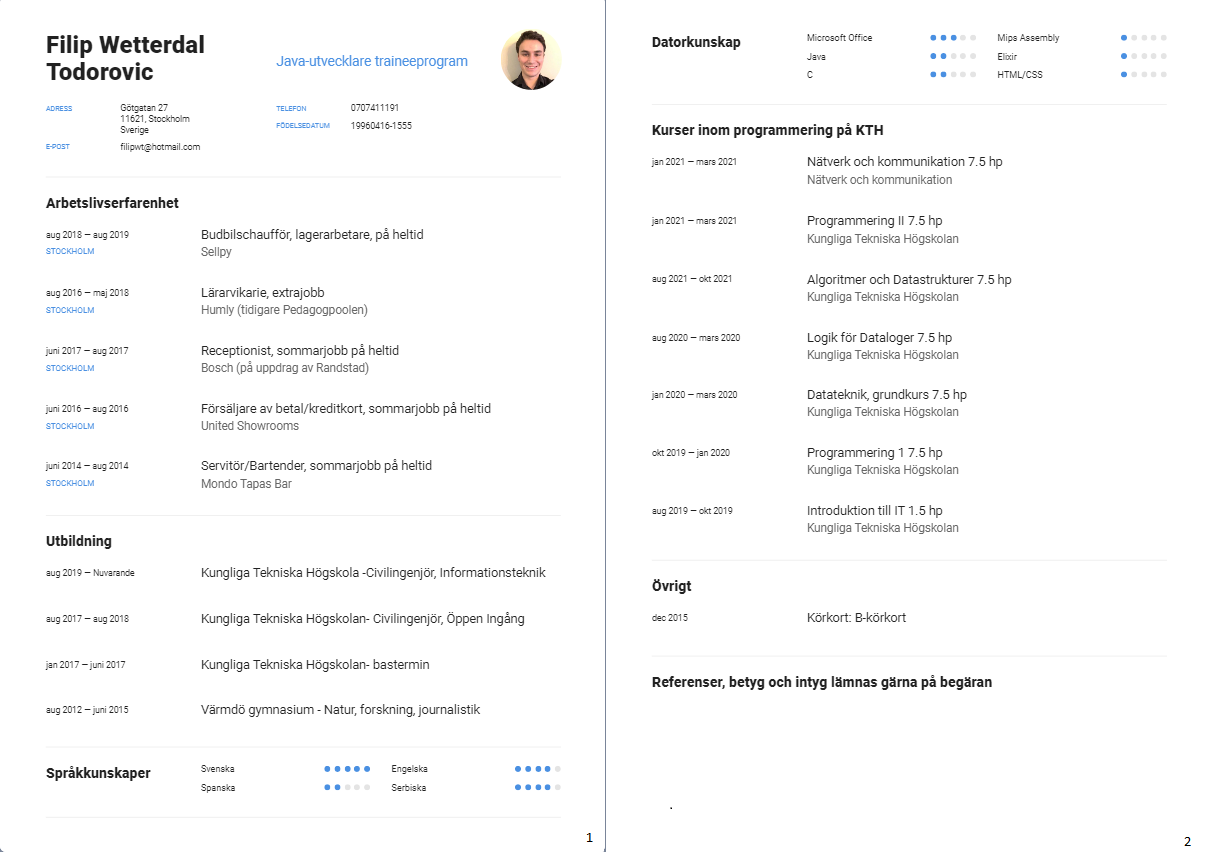 Filip Wetterdal
Todorovic
Java-utvecklare traineeprogram
ADRESS
Götgatan 27
11621, Stockholm
Sverige
TELEFON 0707411191
FÖDELSEDATUM 19960416-1555
E-POST filipwt@hotmail.com
Arbetslivserfarenhet
aug 2018 — aug 2019 Budbilschaufför, lagerarbetare, på heltid
STOCKHOLM Sellpy
aug 2016 — maj 2018 Lärarvikarie, extrajobb
STOCKHOLM Humly (tidigare Pedagogpoolen)
juni 2017 — aug 2017 Receptionist, sommarjobb på heltid
STOCKHOLM Bosch (på uppdrag av Randstad)
juni 2016 — aug 2016 Försäljare av betal/kreditkort, sommarjobb på heltid
STOCKHOLM United Showrooms
juni 2014 — aug 2014 Servitör/Bartender, sommarjobb på heltid
STOCKHOLM Mondo Tapas Bar
Utbildning
aug 2019 — Nuvarande Kungliga Tekniska Högskola -Civilingenjör, Informationsteknik
aug 2017 — aug 2018 Kungliga Tekniska Högskolan- Civilingenjör, Öppen Ingång
jan 2017 — juni 2017 Kungliga Tekniska Högskolan- bastermin
aug 2012 — juni 2015 Värmdö gymnasium - Natur, forskning, journalistik
Språkkunskaper
Svenska Engelska
Spanska Serbiska
1
Datorkunskap
Microsoft Office Mips Assembly
Java Elixir
C HTML/CSS
Kurser inom programmering på KTH
jan 2021 — mars 2021 Nätverk och kommunikation 7.5 hp
Nätverk och kommunikation
jan 2021 — mars 2021 Programmering II 7.5 hp
Kungliga Tekniska Högskolan
aug 2021 — okt 2021 Algoritmer och Datastrukturer 7.5 hp
Kungliga Tekniska Högskolan
aug 2020 — mars 2020 Logik för Dataloger 7.5 hp
Kungliga Tekniska Högskolan
jan 2020 — mars 2020 Datateknik, grundkurs 7.5 hp
Kungliga Tekniska Högskolan
okt 2019 — jan 2020 Programmering 1 7.5 hp
Kungliga Tekniska Högskolan
aug 2019 — okt 2019 Introduktion till IT 1.5 hp
Kungliga Tekniska Högskolan
Övrigt
dec 2015 Körkort: B-körkort
Referenser, betyg och intyg lämnas gärna på begäran
.
2